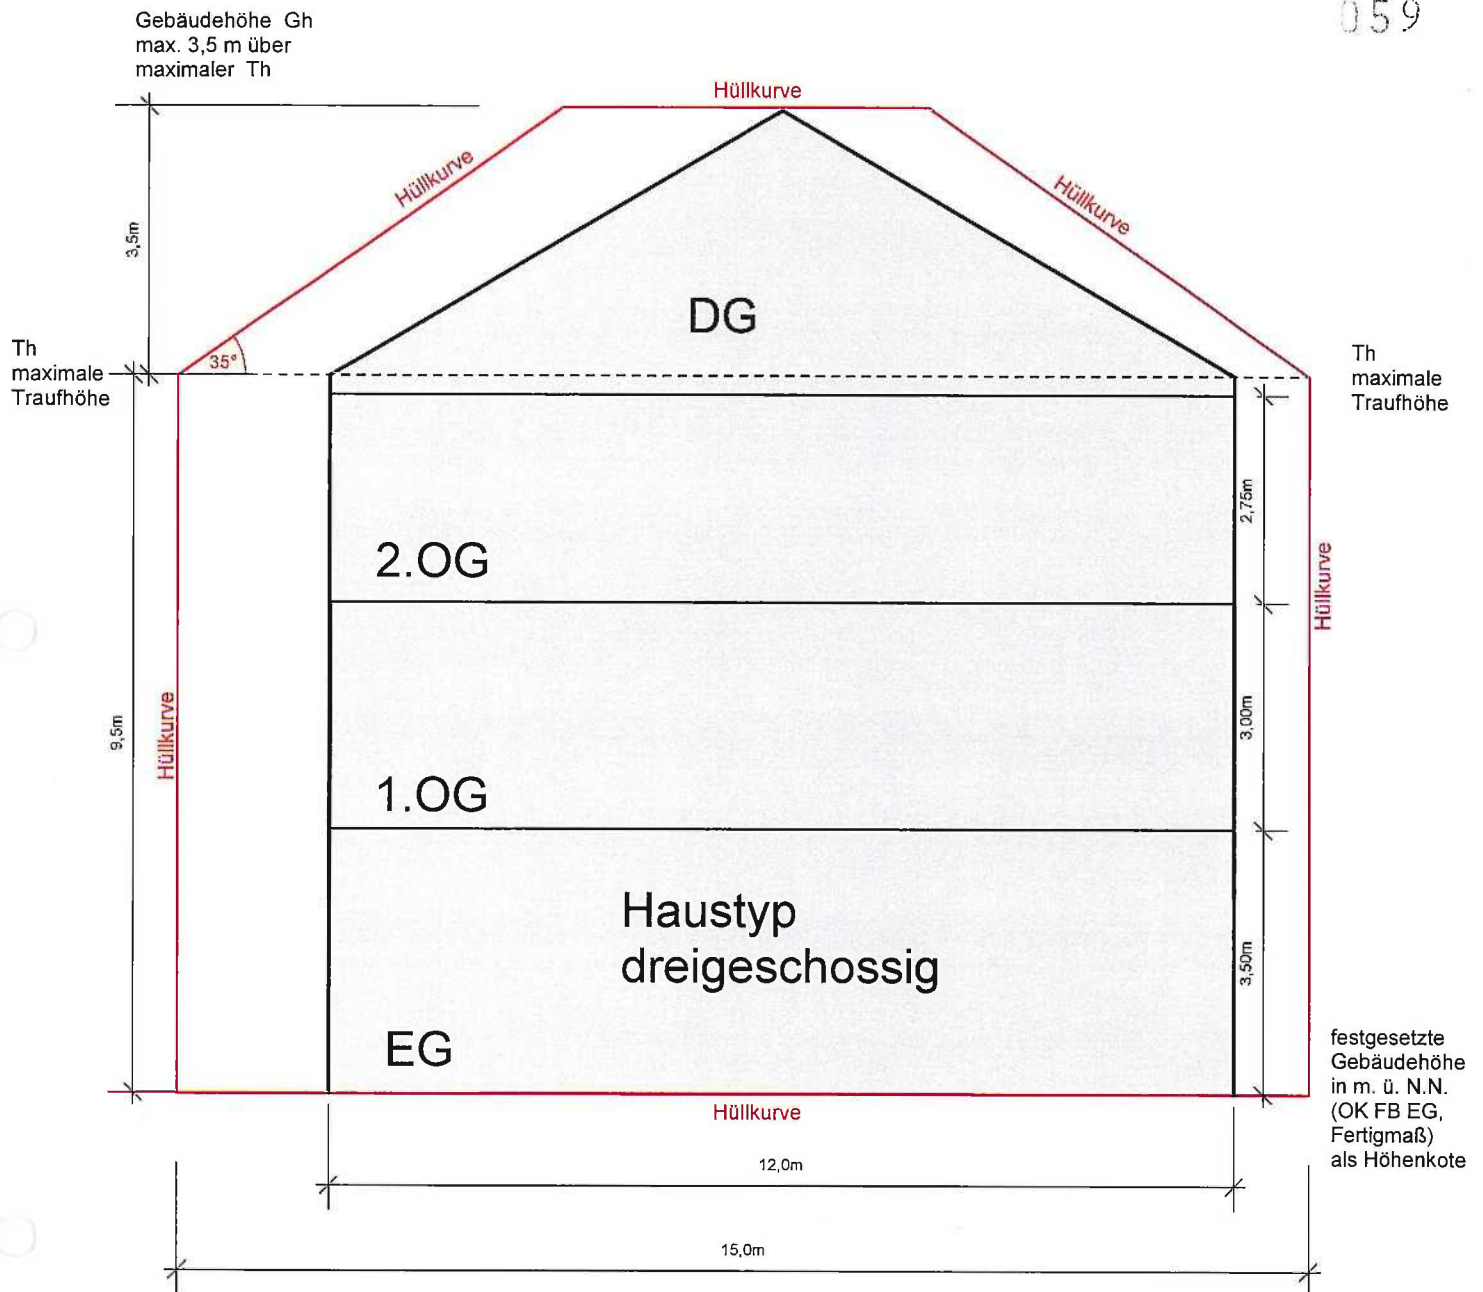 059
Gebäudehöhe Gh
max. 3,5 m über
maximaler Th
Hüllkurve
Hüllkurve
Hüllkurve
3,5m
DG
35°
Th
maximale
Traufhöhe
Th
maximale
Traufhöhe
2,75m
2.OG
Hüllkurve
3,00m
9,5m
Hüllkurve
1.OG
Haustyp
dreigeschossig
3,50m
EG
festgesetzte
Gebäudehöhe
in m. ü. N.N.
(OK FB EG,
Fertigmaß)
als Höhenkote
Hüllkurve
12,0m
15,0m